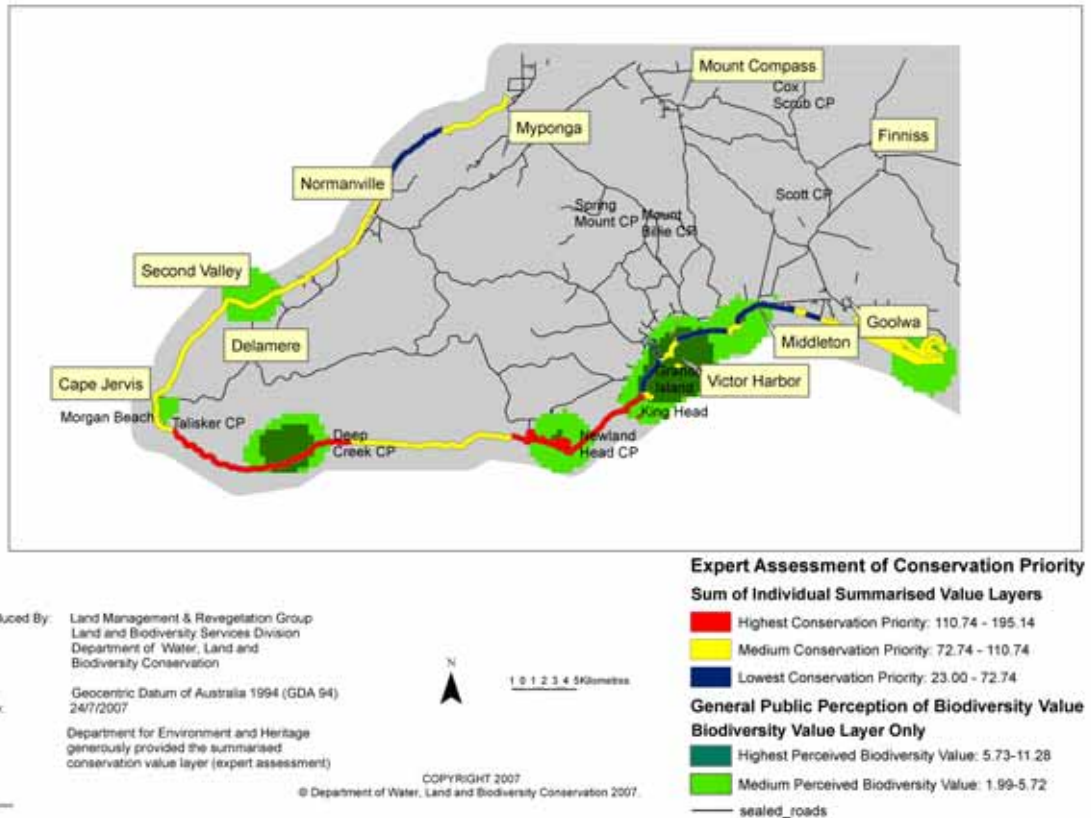 Mount Compass
Cox
Scrub CP
Myponga
Finniss
Normanville
Scott CP
Spring
Mount CP
Mount
Billie CP
Second Valley
Delamere
Goolwa
Middleton
Cape Jervis
Granite
Island
Victor Harbor
Morgan Beach
Talisker CP
King Head
Deep
Creek CP
Newland
Head CP
Expert Assessment of Conservation Priority
Sum of Individual Summarised Value Layers
Highest Conservation Priority: 110.74 - 195.14
Medium Conservation Priority: 72.74 - 110.74
Lowest Conservation Priority: 23.00 - 72.74
General Public Perception of Biodiversity Value
Biodiversity Value Layer Only
Highest Perceived Biodiversity Value: 5.73-11.28
Medium Perceived Biodiversity Value: 1.99-5.72
sealed_roads
uced By: Land Management & Revegetation Group
Land and Biodiversity Services Division
Department of Water, Land and
Biodiversity Conservation
Geocentric Datum of Australia 1994 (GDA 94)
24/7/2007
Department for Environment and Heritage
generously provided the summarised
conservation value layer (expert assessment)
N
1 0 1 2 3 4 5 Kilometres
COPYRIGHT 2007
© Department of Water, Land and Biodiversity Conservation 2007.